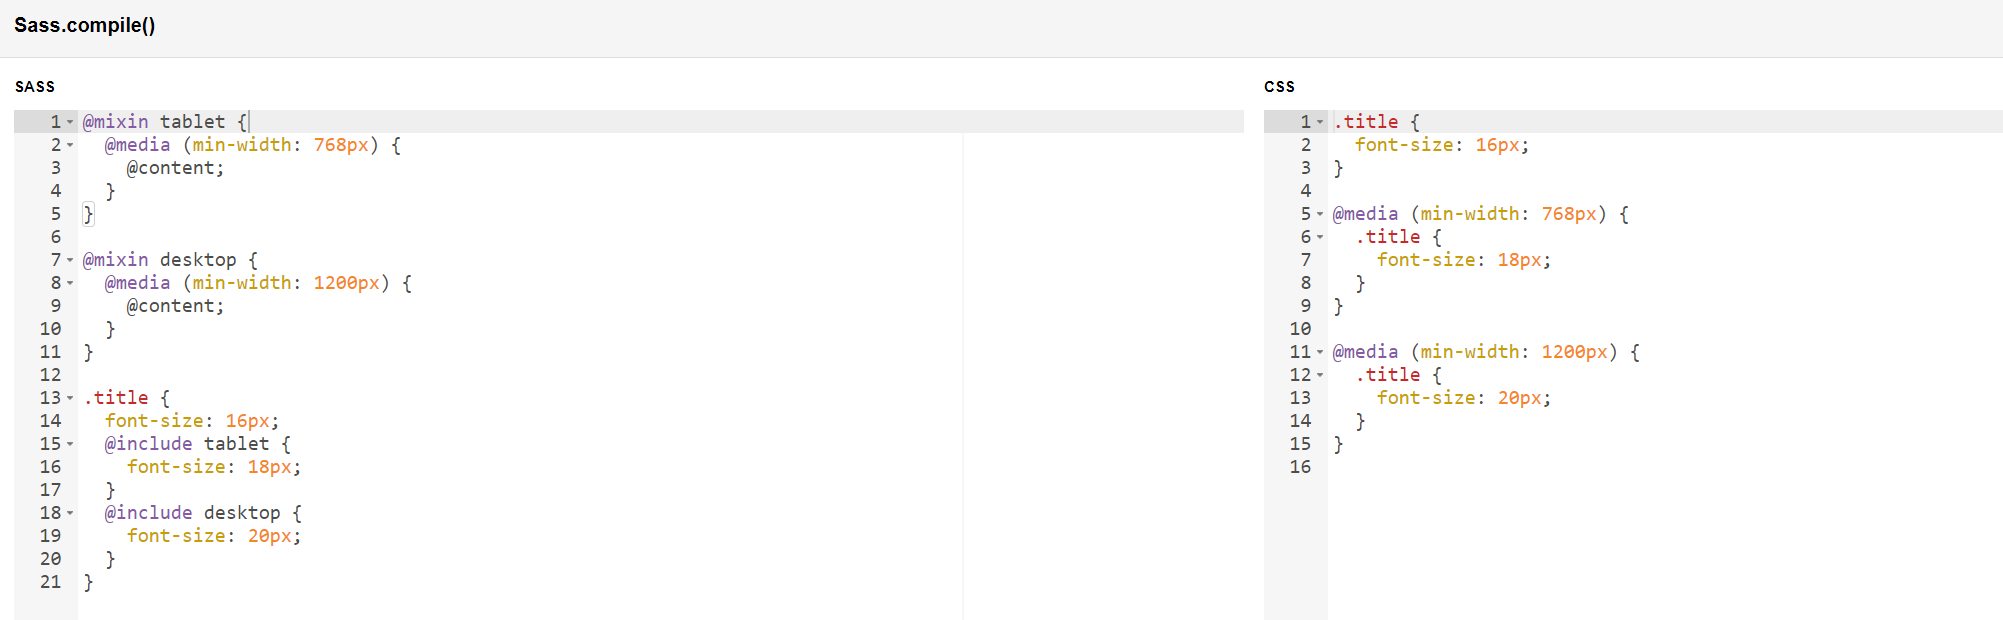 Sass.compile()
SASS
1 @mixin tablet {
2   @media (min-width: 768px) {
3     @content;
4   }
5 }
6
7 @mixin desktop {
8   @media (min-width: 1200px) {
9     @content;
10   }
11 }
12
13 .title {
14   font-size: 16px;
15   @include tablet {
16     font-size: 18px;
17   }
18   @include desktop {
19     font-size: 20px;
20   }
21 }
CSS
1 .title {
2   font-size: 16px;
3 }
4
5 @media (min-width: 768px) {
6   .title {
7     font-size: 18px;
8   }
9 }
10
11 @media (min-width: 1200px) {
12   .title {
13     font-size: 20px;
14   }
15 }
16